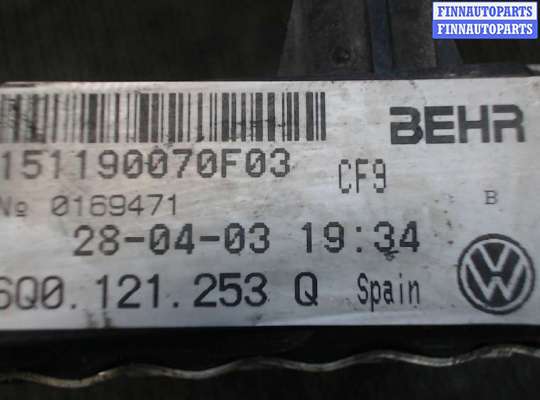 FINNAUTOPARTS
FINNAUTOPARTS
BEHR
151190070F03
CF9
№ 0169471
B
28-04-03 19:34
6Q0.121.253 Q Spain
VW